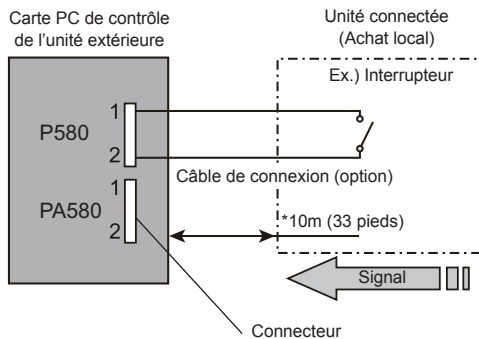 Carte PC de contrôle
de l'unité extérieure
Unité connectée
(Achat local)
Ex.) Interrupteur
P580
1
2
Câble de connexion (option)
PA580
1
2
*10m (33 pieds)
Signal
Connecteur